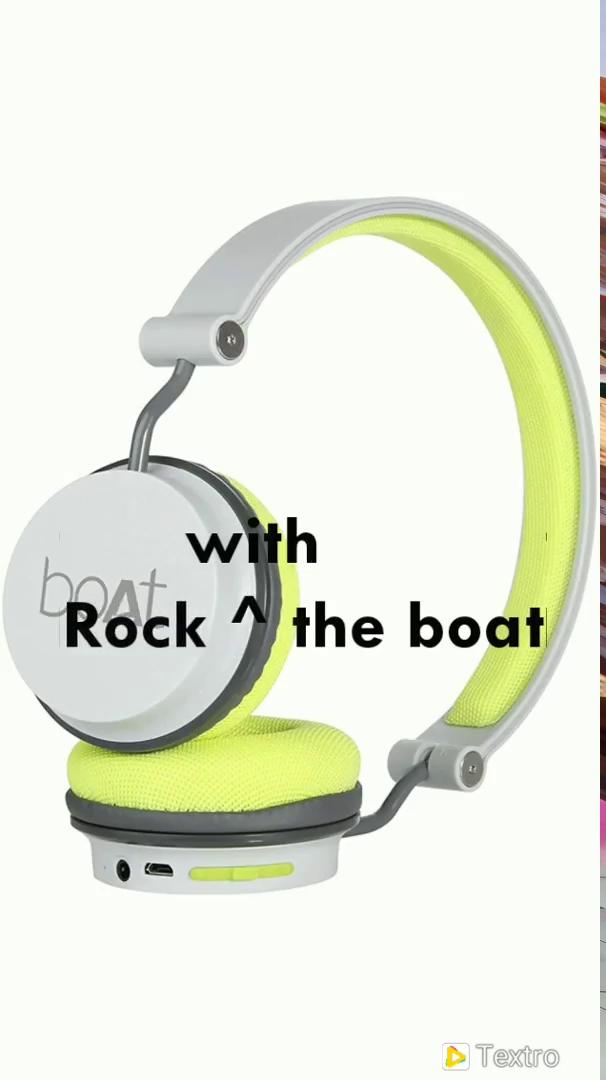 boAt
with
Rock ^ the boat
Textro